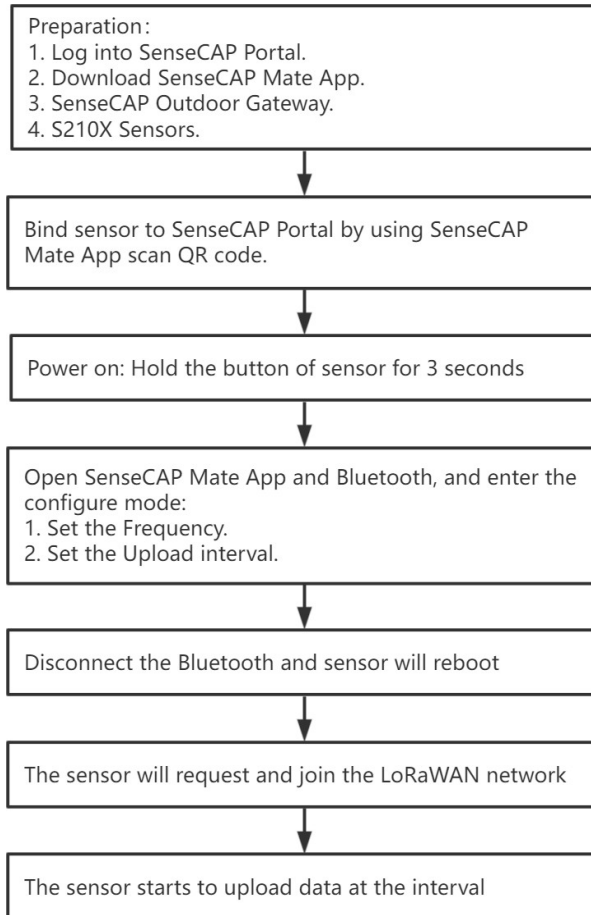 Preparation：
1. Log into SenseCAP Portal.
2. Download SenseCAP Mate App.
3. SenseCAP Outdoor Gateway.
4. S210X Sensors.
Bind sensor to SenseCAP Portal by using SenseCAP
Mate App scan QR code.
Power on: Hold the button of sensor for 3 seconds
Open SenseCAP Mate App and Bluetooth, and enter the
configure mode:
1. Set the Frequency.
2. Set the Upload interval.
Disconnect the Bluetooth and sensor will reboot
The sensor will request and join the LoRaWAN network
The sensor starts to upload data at the interval